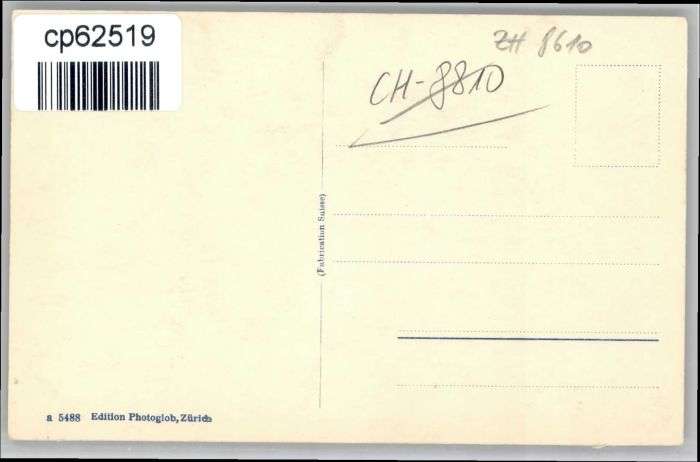 cp62519
ZH 8610
CH-8810
(Fabrication Suisse)
a 5488 Edition Photoglob, Zürich